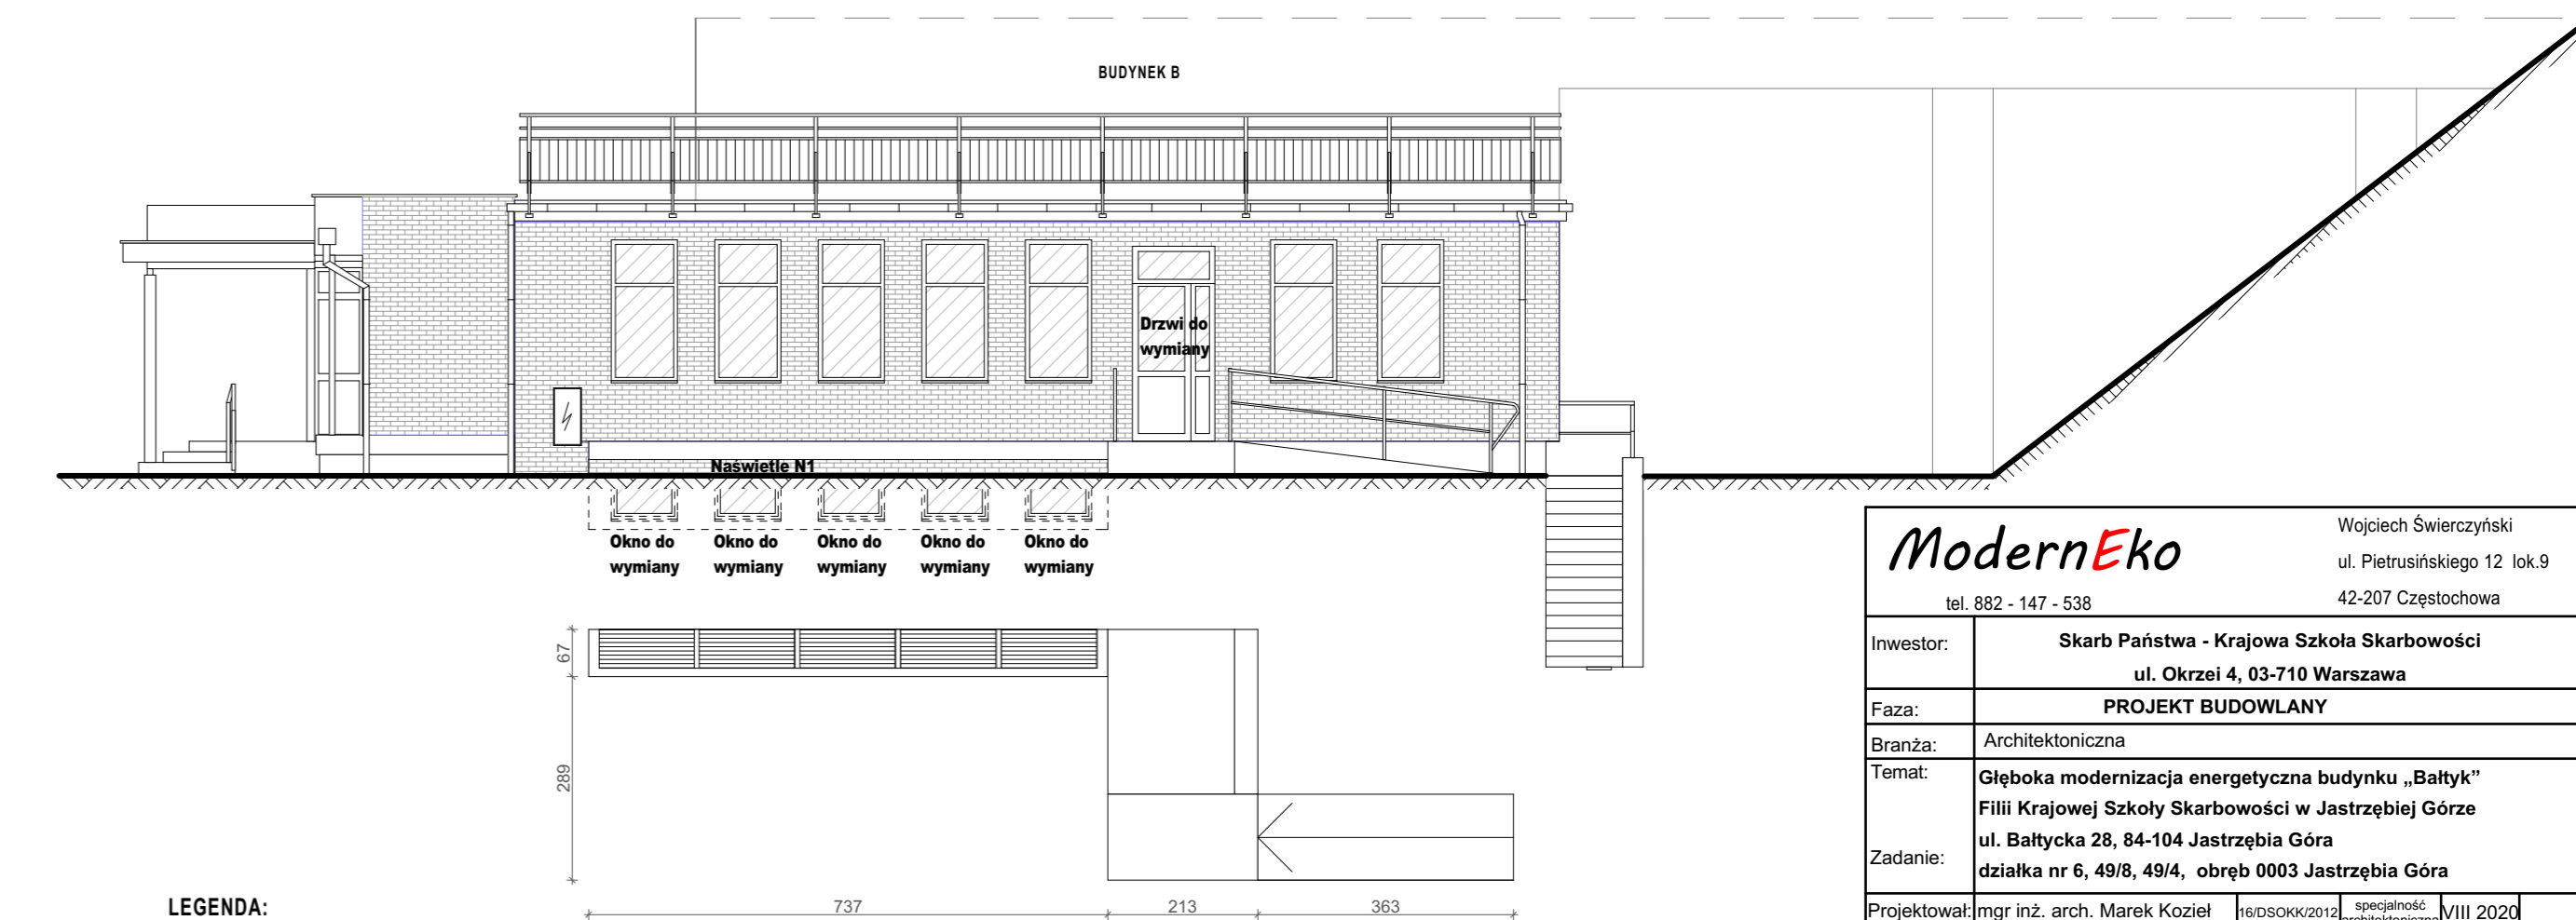 BUDYNEK B
Drzwi do
wymiany
Naświetle N1
Okno do
wymiany
Okno do
wymiany
Okno do
wymiany
Okno do
wymiany
Okno do
wymiany
67
289
737
213
363
LEGENDA:
ModernEko
tel. 882 - 147 - 538
Wojciech Świerczyński
ul. Pietrusińskiego 12 lok.9
42-207 Częstochowa
Inwestor:
Skarb Państwa - Krajowa Szkoła Skarbowości
ul. Okrzei 4, 03-710 Warszawa
Faza:
PROJEKT BUDOWLANY
Branża:
Architektoniczna
Temat:
Głęboka modernizacja energetyczna budynku „Bałtyk”
Filii Krajowej Szkoły Skarbowości w Jastrzębiej Górze
ul. Bałtycka 28, 84-104 Jastrzębia Góra
Zadanie:
działka nr 6, 49/8, 49/4, obręb 0003 Jastrzębia Góra
Projektował:
mgr inż. arch. Marek Kozieł
16/DSOKK/2012
specjalność
architektoniczna
VIII 2020